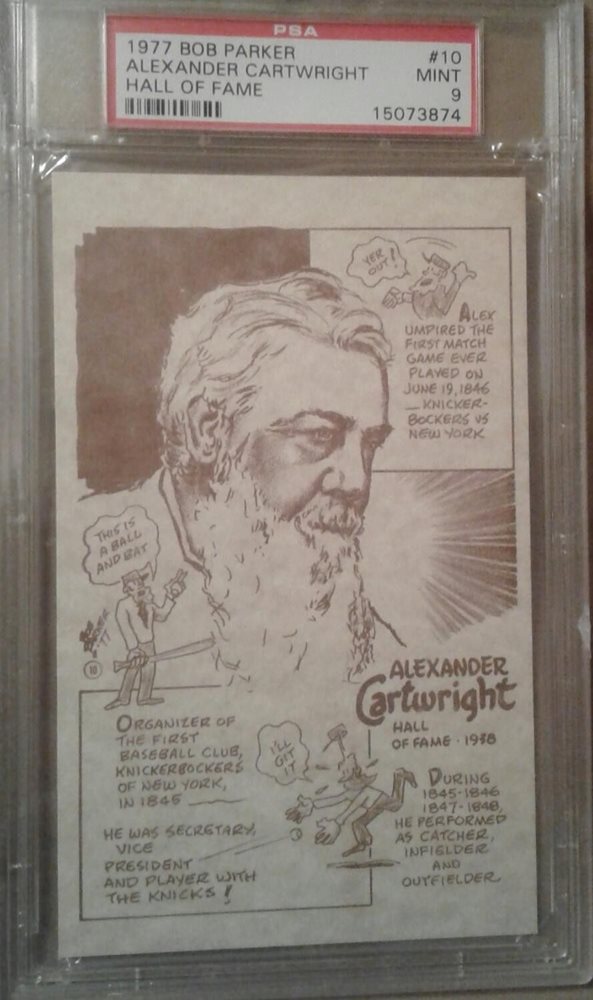 PSA
1977 BOB PARKER #10
ALEXANDER CARTWRIGHT MINT
HALL OF FAME 9
15073874
YER
OUT!
ALEX
UMPIRED THE
FIRST MATCH
GAME EVER
PLAYED ON
JUNE 19, 1846
— KNICKER-
BOCKERS VS
NEW YORK
THIS IS
A BALL
AND BAT
BOB
PARKER
'77
10
ALEXANDER
Cartwright
HALL
OF FAME · 1938
ORGANIZER OF
THE FIRST
BASEBALL CLUB,
KNICKERBOCKERS
OF NEW YORK,
IN 1845 —
HE WAS SECRETARY,
VICE
PRESIDENT
AND PLAYER WITH
THE KNICKS!
I'LL
GIT
IT
DURING
1845-1846
1847-1848,
HE PERFORMED
AS CATCHER,
INFIELDER
AND
OUTFIELDER